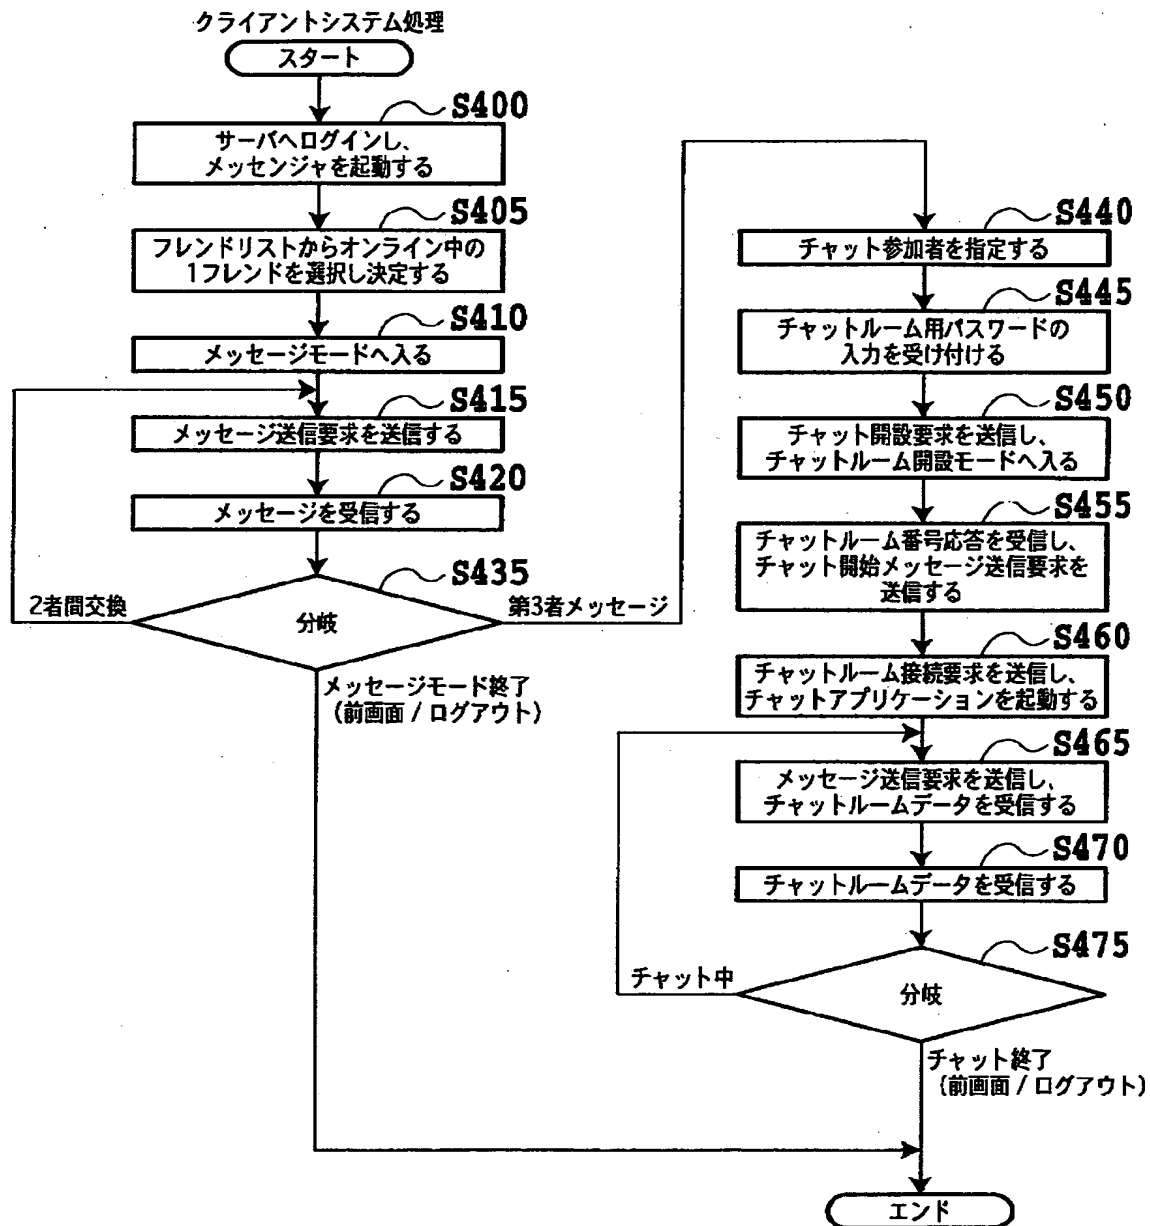 クライアントシステム処理
スタート
S400
サーバへログインし、
メッセンジャを起動する
S405
フレンドリストからオンライン中の
1フレンドを選択し決定する
S410
メッセージモードへ入る
S415
メッセージ送信要求を送信する
S420
メッセージを受信する
S435
2者間交換
分岐
第3者メッセージ
メッセージモード終了
(前画面 / ログアウト)
S440
チャット参加者を指定する
S445
チャットルーム用パスワードの
入力を受け付ける
S450
チャット開設要求を送信し、
チャットルーム開設モードへ入る
S455
チャットルーム番号応答を受信し、
チャット開始メッセージ送信要求を
送信する
S460
チャットルーム接続要求を送信し、
チャットアプリケーションを起動する
S465
メッセージ送信要求を送信し、
チャットルームデータを受信する
S470
チャットルームデータを受信する
S475
チャット中
分岐
チャット終了
(前画面 / ログアウト)
エンド